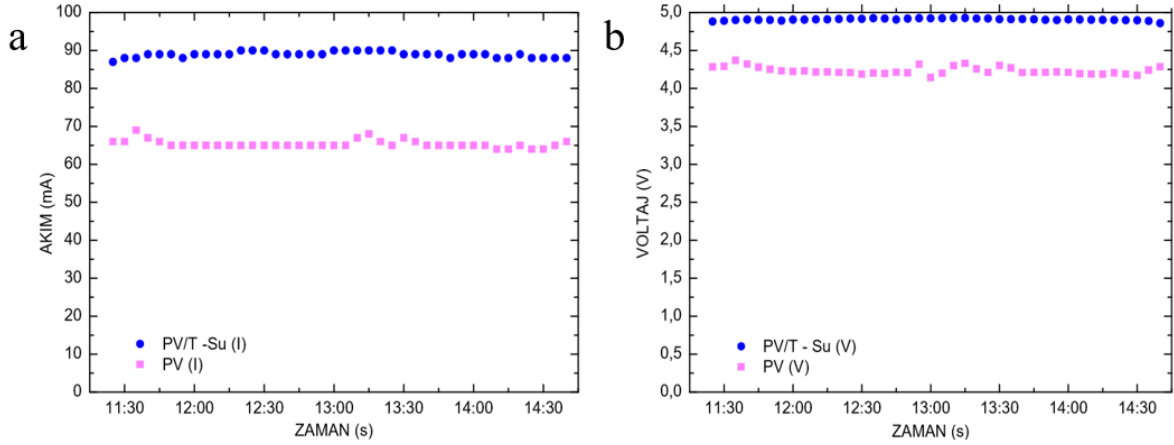 a
100
90
80
70
60
50
40
30
20
10
0
AKIM (mA)
PV/T -Su (I)
PV (I)
11:30 12:00 12:30 13:00 13:30 14:00 14:30
ZAMAN (s)
b
5,0
4,5
4,0
3,5
3,0
2,5
2,0
1,5
1,0
0,5
0,0
VOLTAJ (V)
PV/T - Su (V)
PV (V)
11:30 12:00 12:30 13:00 13:30 14:00 14:30
ZAMAN (s)